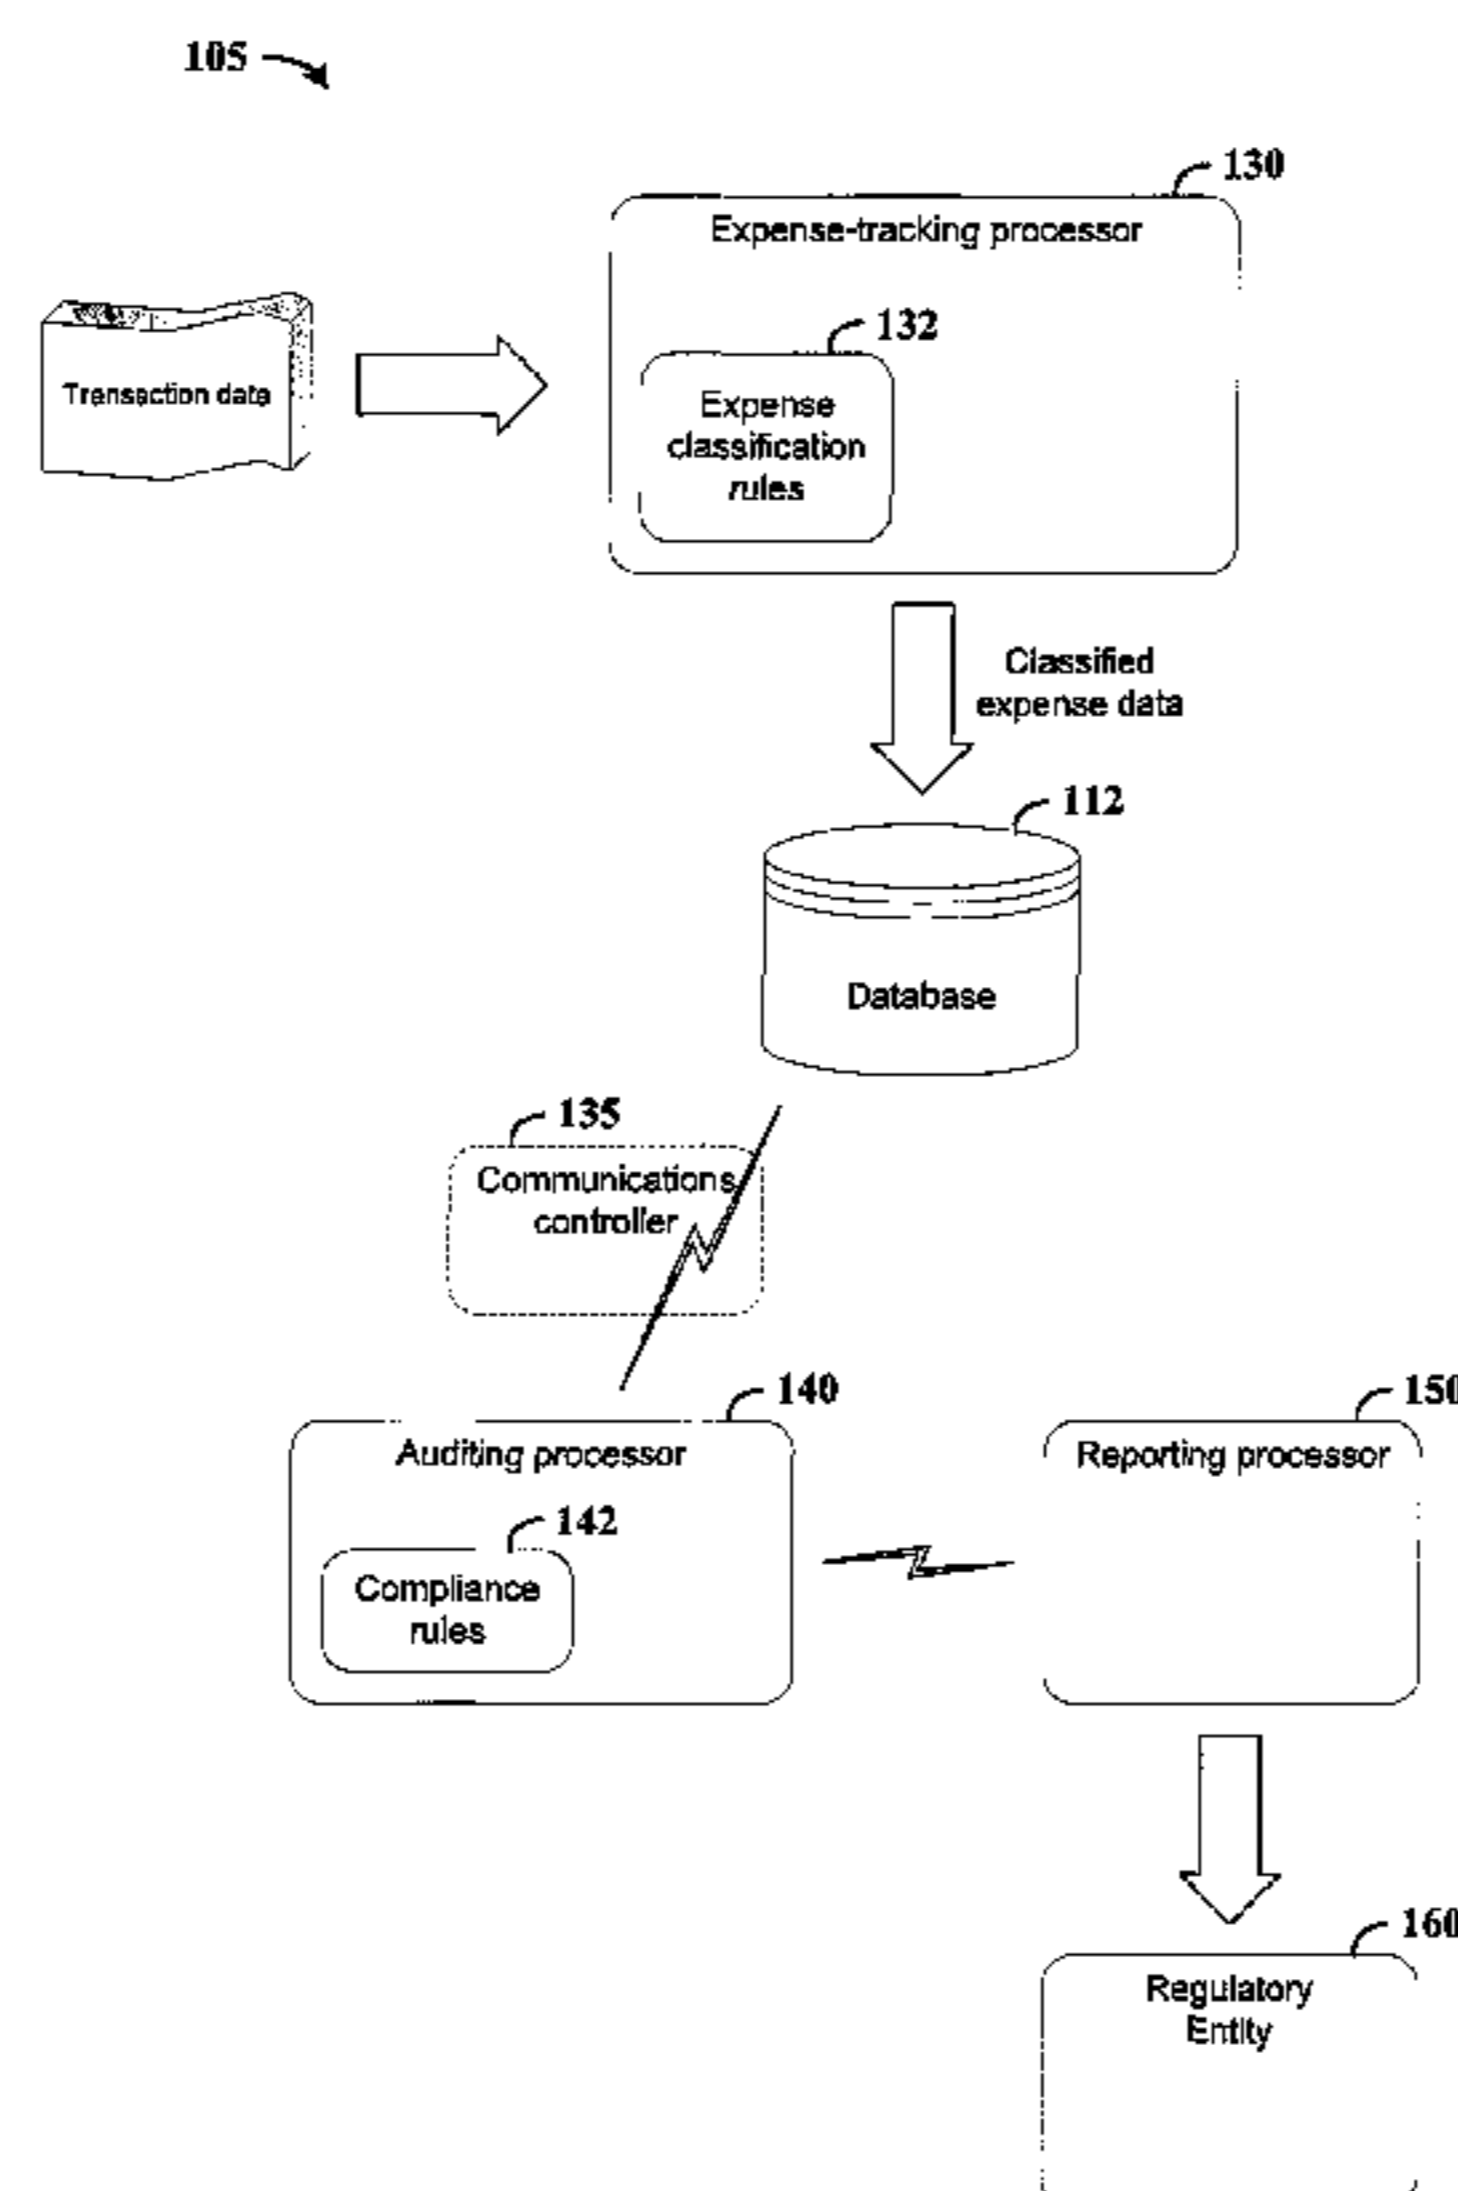 105
130
Expense-tracking processor
132
Transaction data
Expense
classification
rules
Classified
expense data
112
Database
135
Communications
controller
140
150
Auditing processor
Reporting processor
142
Compliance
rules
160
Regulatory
Entity